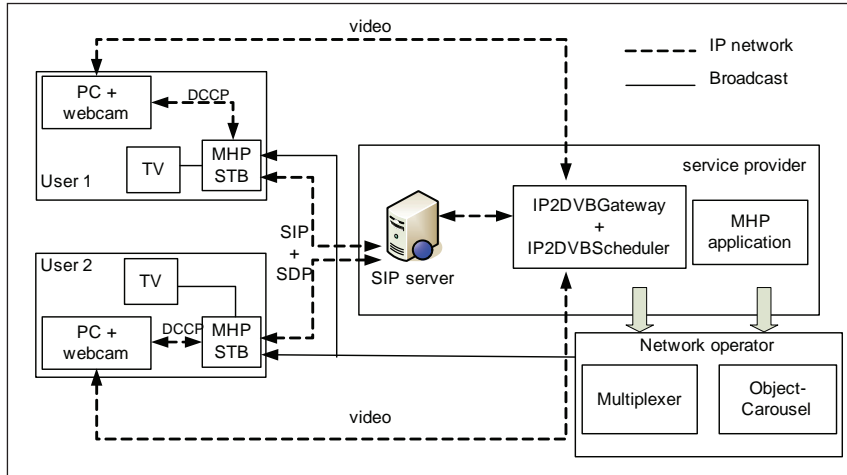 video
IP network
Broadcast
PC +
webcam
DCCP
MHP
STB
TV
User 1
service provider
IP2DVBGateway
+
IP2DVBScheduler
MHP
application
SIP
+
SDP
SIP server
User 2
TV
PC +
webcam
DCCP
MHP
STB
Network operator
Multiplexer
Object-
Carousel
video